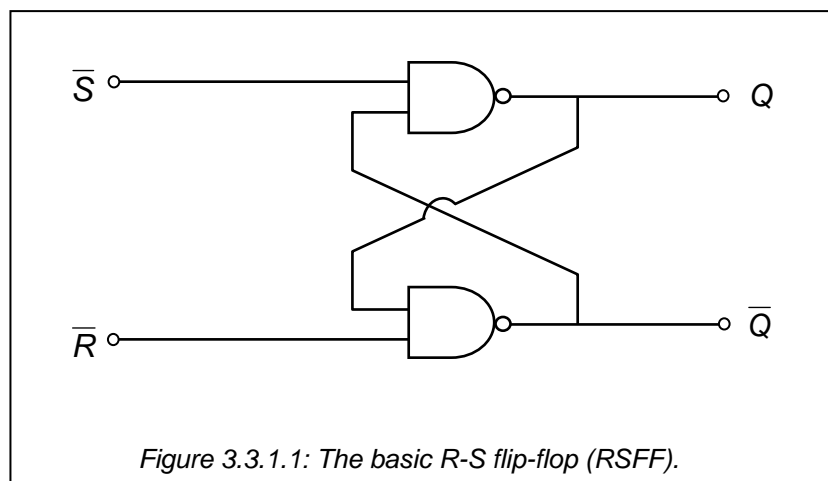 S̅ Q
R̅ Q̅
Figure 3.3.1.1: The basic R-S flip-flop (RSFF).